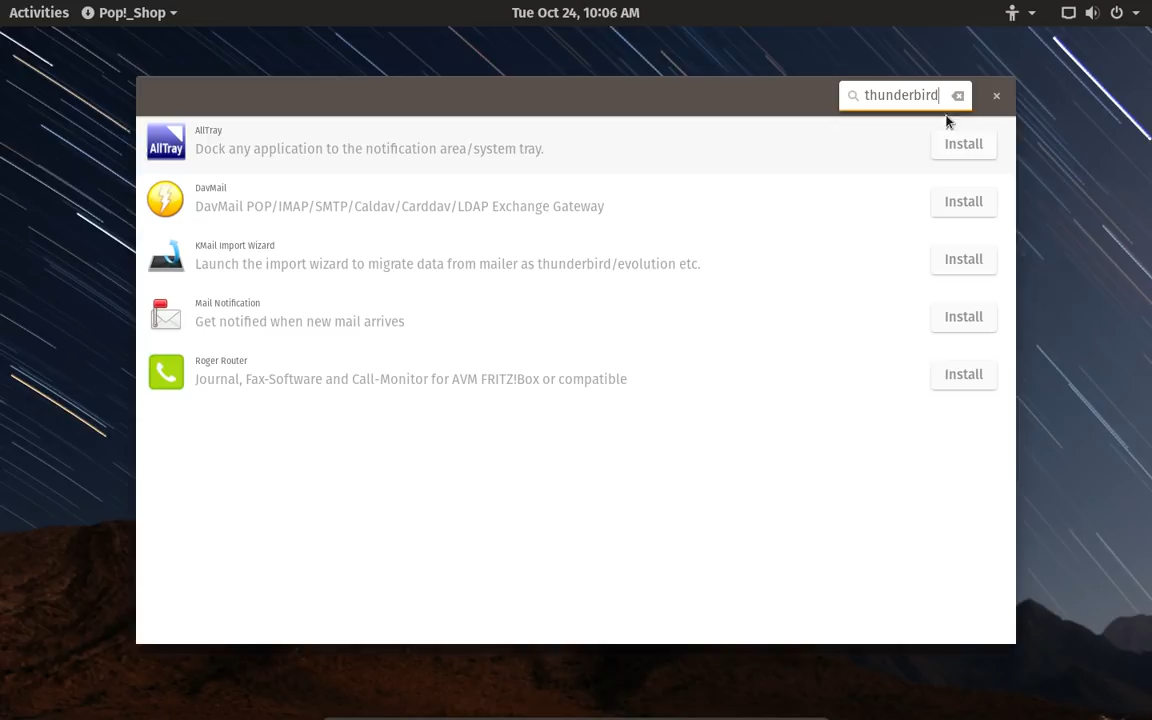 Activities Pop!_Shop Tue Oct 24, 10:06 AM
thunderbird
AllTray
AllTray
Dock any application to the notification area/system tray.
Install
DavMail
DavMail POP/IMAP/SMTP/Caldav/Carddav/LDAP Exchange Gateway
Install
KMail Import Wizard
Launch the import wizard to migrate data from mailer as thunderbird/evolution etc.
Install
Mail Notification
Get notified when new mail arrives
Install
Roger Router
Journal, Fax-Software and Call-Monitor for AVM FRITZ!Box or compatible
Install